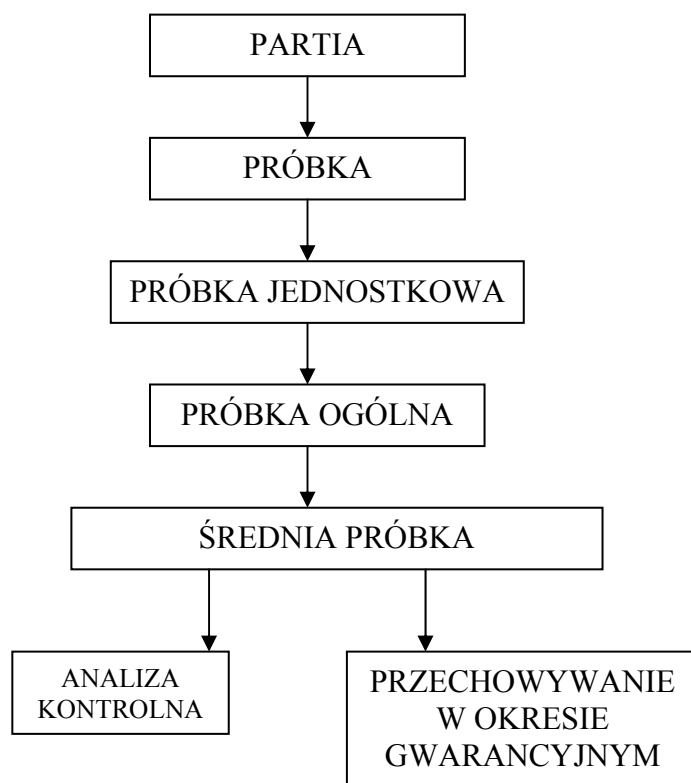 PARTIA
PRÓBKA
PRÓBKA JEDNOSTKOWA
PRÓBKA OGÓLNA
ŚREDNIA PRÓBKA
ANALIZA
KONTROLNA
PRZECHOWYWANIE
W OKRESIE
GWARANCYJNYM